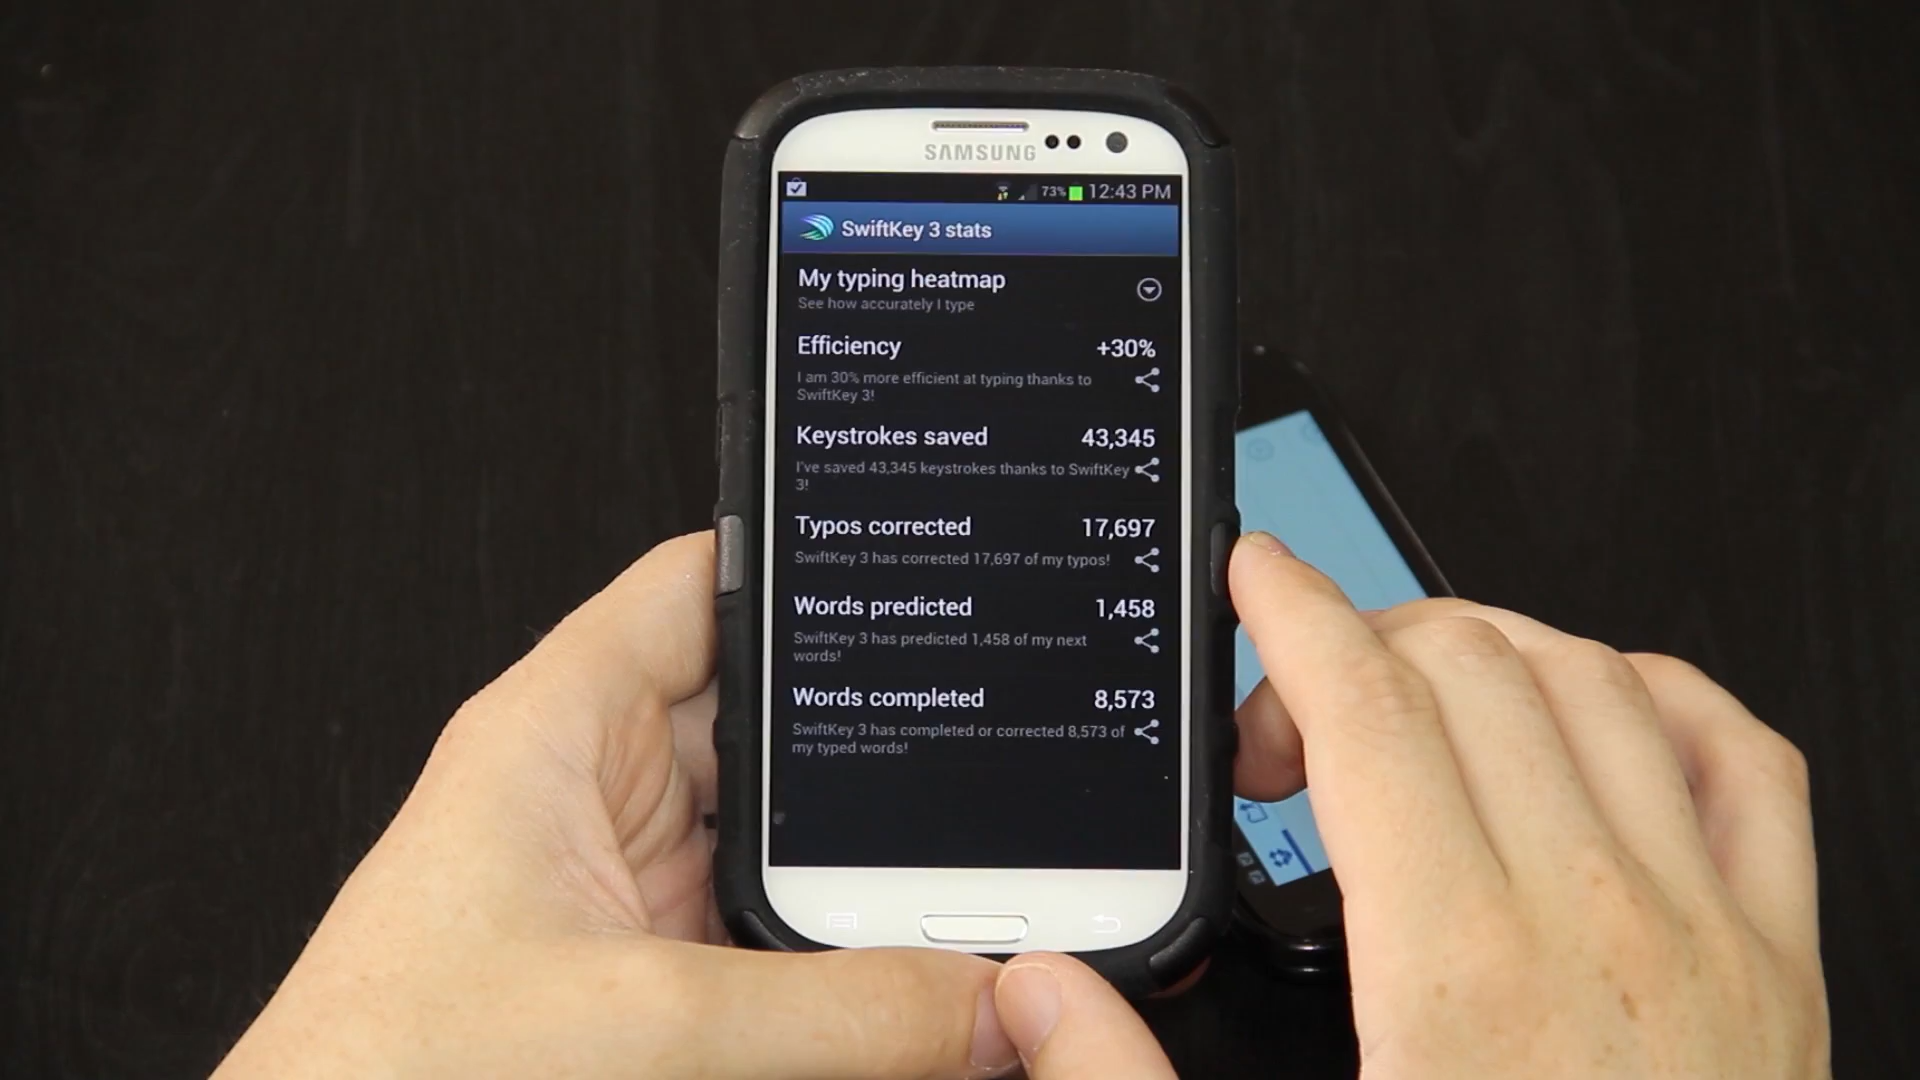 SAMSUNG
73% 12:43 PM
SwiftKey 3 stats
My typing heatmap
See how accurately I type
Efficiency +30%
I am 30% more efficient at typing thanks to
SwiftKey 3!
Keystrokes saved 43,345
I've saved 43,345 keystrokes thanks to SwiftKey
3!
Typos corrected 17,697
SwiftKey 3 has corrected 17,697 of my typos!
Words predicted 1,458
SwiftKey 3 has predicted 1,458 of my next
words!
Words completed 8,573
SwiftKey 3 has completed or corrected 8,573 of
my typed words!